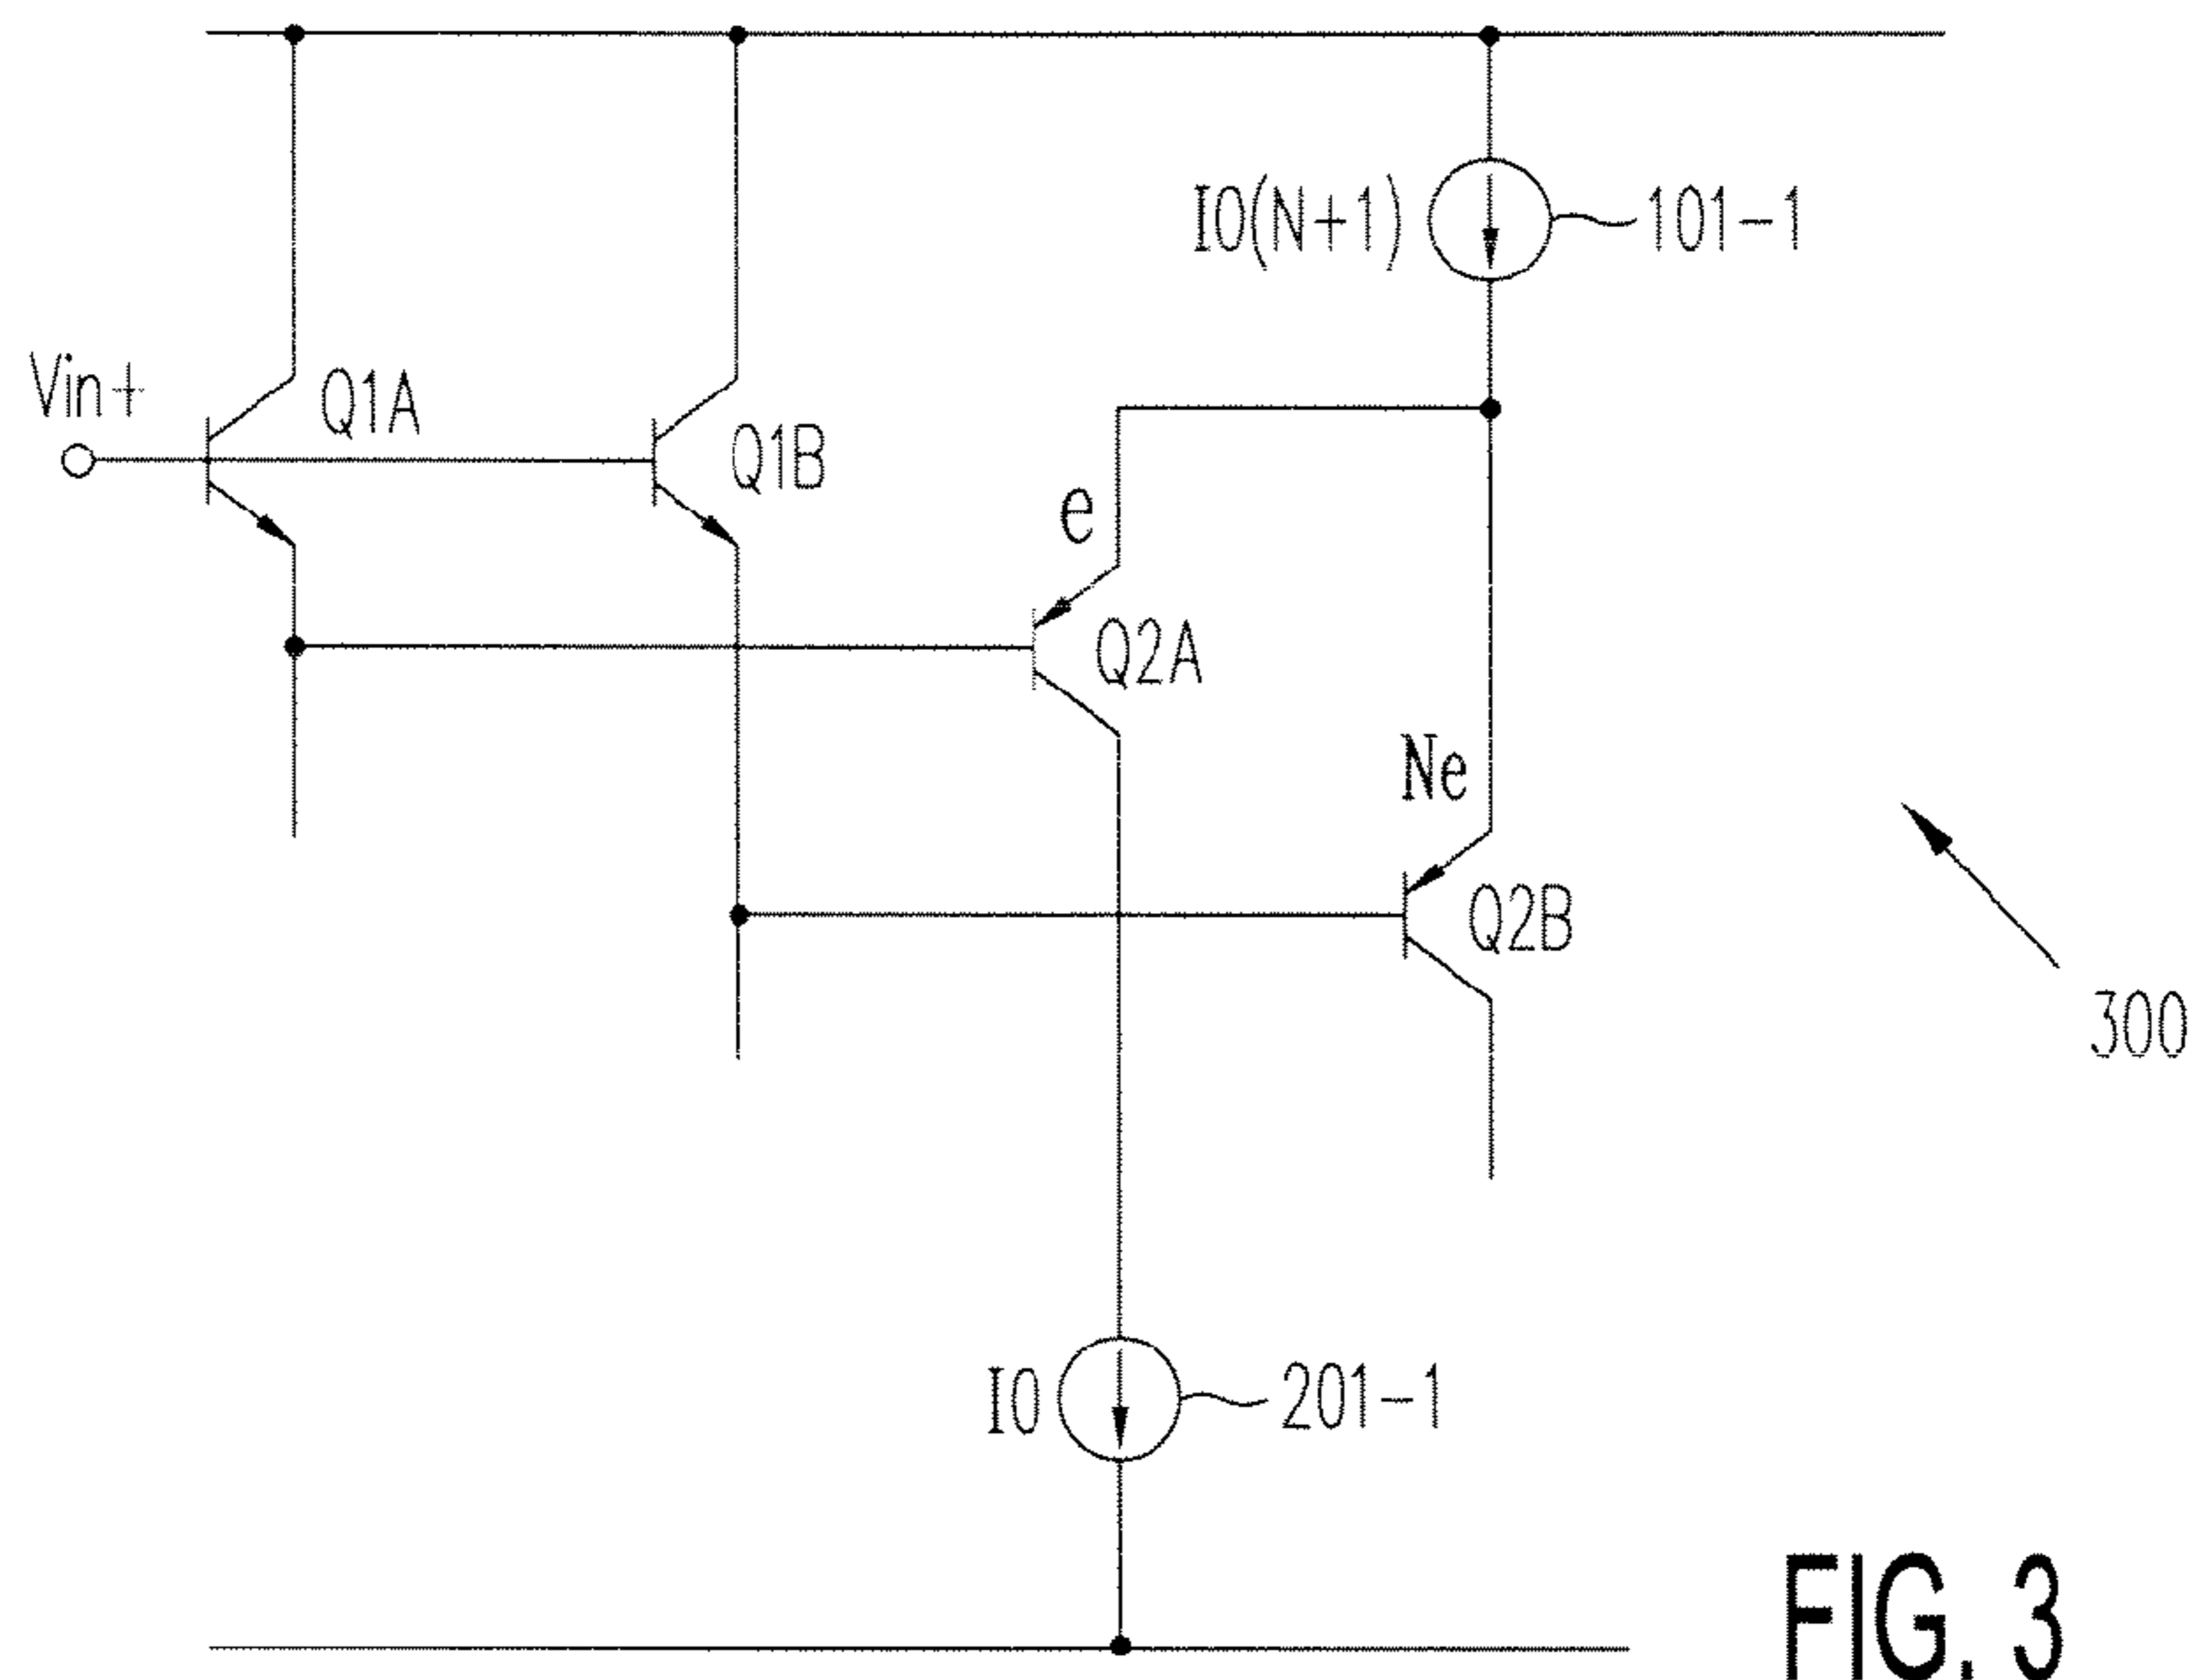 I0(N+1)
101-1
Vin+
Q1A
Q1B
e
Q2A
Ne
Q2B
300
I0
201-1
FIG. 3